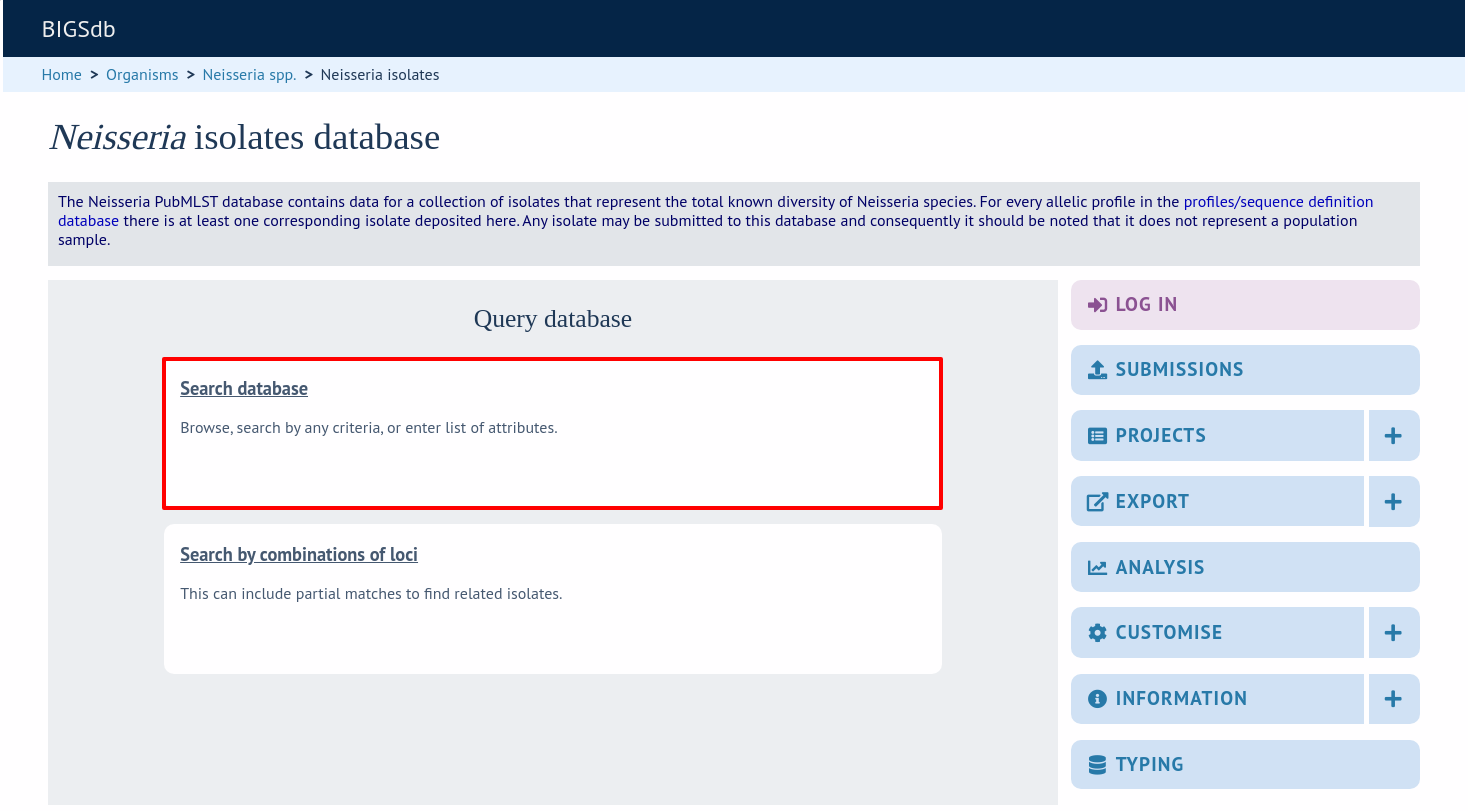 BIGSdb
Home > Organisms > Neisseria spp. > Neisseria isolates
Neisseria isolates database
The Neisseria PubMLST database contains data for a collection of isolates that represent the total known diversity of Neisseria species. For every allelic profile in the profiles/sequence definition
database there is at least one corresponding isolate deposited here. Any isolate may be submitted to this database and consequently it should be noted that it does not represent a population
sample.
Query database
Search database
Browse, search by any criteria, or enter list of attributes.
Search by combinations of loci
This can include partial matches to find related isolates.
LOG IN
SUBMISSIONS
PROJECTS
EXPORT
ANALYSIS
CUSTOMISE
INFORMATION
TYPING